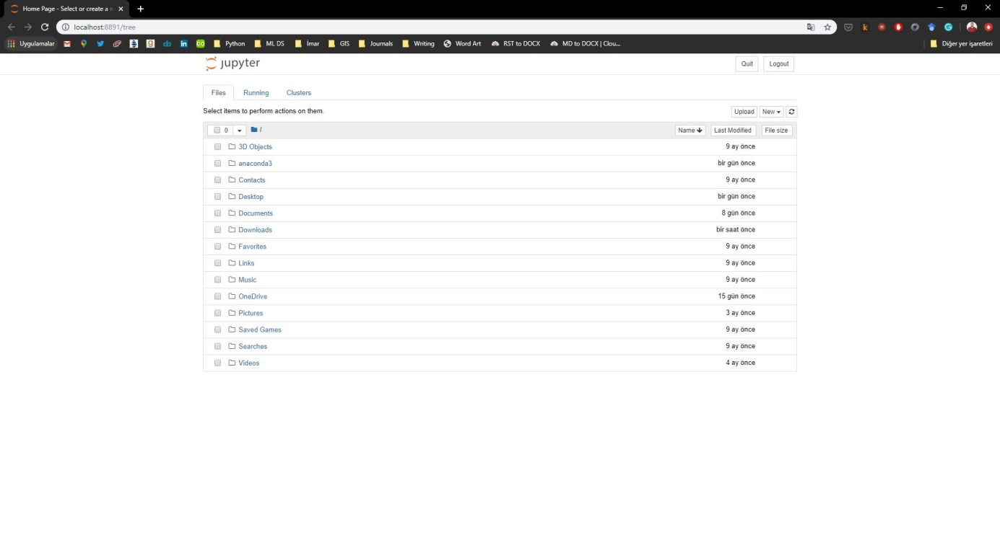 Home Page - Select or create a n
localhost:8891/tree
Uygulamalar Python ML DS İmar GIS Journals Writing Word Art RST to DOCX MD to DOCX | Clou... Diğer yer işaretleri
jupyter Quit Logout
Files Running Clusters
Select items to perform actions on them. Upload New
0 / Name Last Modified File size
3D Objects 9 ay önce
anaconda3 bir gün önce
Contacts 9 ay önce
Desktop bir gün önce
Documents 8 gün önce
Downloads bir saat önce
Favorites 9 ay önce
Links 9 ay önce
Music 9 ay önce
OneDrive 15 gün önce
Pictures 3 ay önce
Saved Games 9 ay önce
Searches 9 ay önce
Videos 4 ay önce